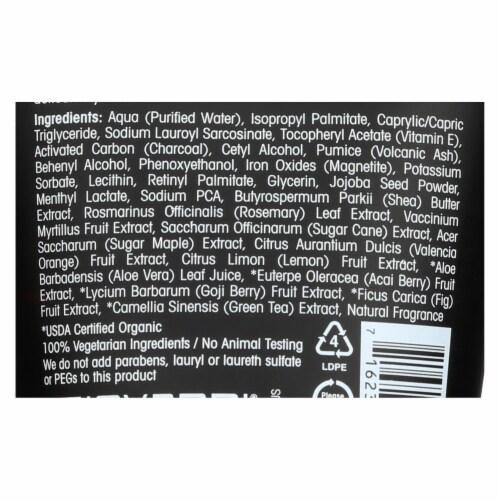 Ingredients: Aqua (Purified Water), Isopropyl Palmitate, Caprylic/Capric
Triglyceride, Sodium Lauroyl Sarcosinate, Tocopheryl Acetate (Vitamin E),
Activated Carbon (Charcoal), Cetyl Alcohol, Pumice (Volcanic Ash),
Behenyl Alcohol, Phenoxyethanol, Iron Oxides (Magnetite), Potassium
Sorbate, Lecithin, Retinyl Palmitate, Glycerin, Jojoba Seed Powder,
Menthyl Lactate, Sodium PCA, Butyrospermum Parkii (Shea) Butter
Extract, Rosmarinus Officinalis (Rosemary) Leaf Extract, Vaccinium
Myrtillus Fruit Extract, Saccharum Officinarum (Sugar Cane) Extract, Acer
Saccharum (Sugar Maple) Extract, Citrus Aurantium Dulcis (Valencia
Orange) Fruit Extract, Citrus Limon (Lemon) Fruit Extract, *Aloe
Barbadensis (Aloe Vera) Leaf Juice, *Euterpe Oleracea (Acai Berry) Fruit
Extract, *Lycium Barbarum (Goji Berry) Fruit Extract, *Ficus Carica (Fig)
Fruit Extract, *Camellia Sinensis (Green Tea) Extract, Natural Fragrance
*USDA Certified Organic
100% Vegetarian Ingredients / No Animal Testing
We do not add parabens, lauryl or laureth sulfate
or PEGs to this product
4
LDPE
Please
7 1623